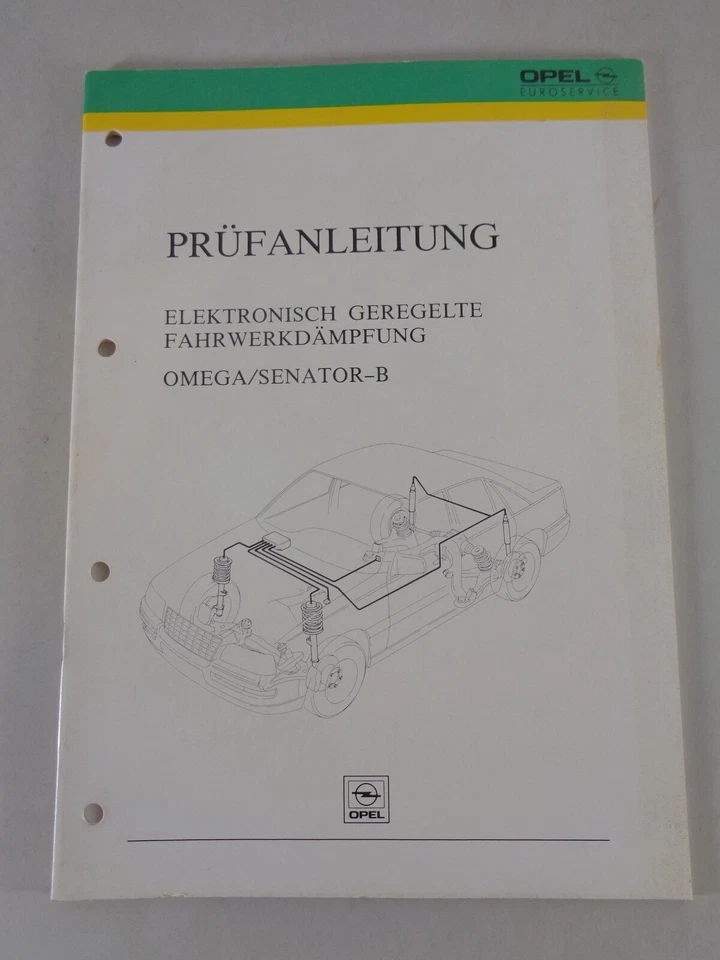 OPEL
EUROSERVICE
PRÜFANLEITUNG
ELEKTRONISCH GEREGELTE
FAHRWERKDÄMPFUNG
OMEGA/SENATOR-B
OPEL